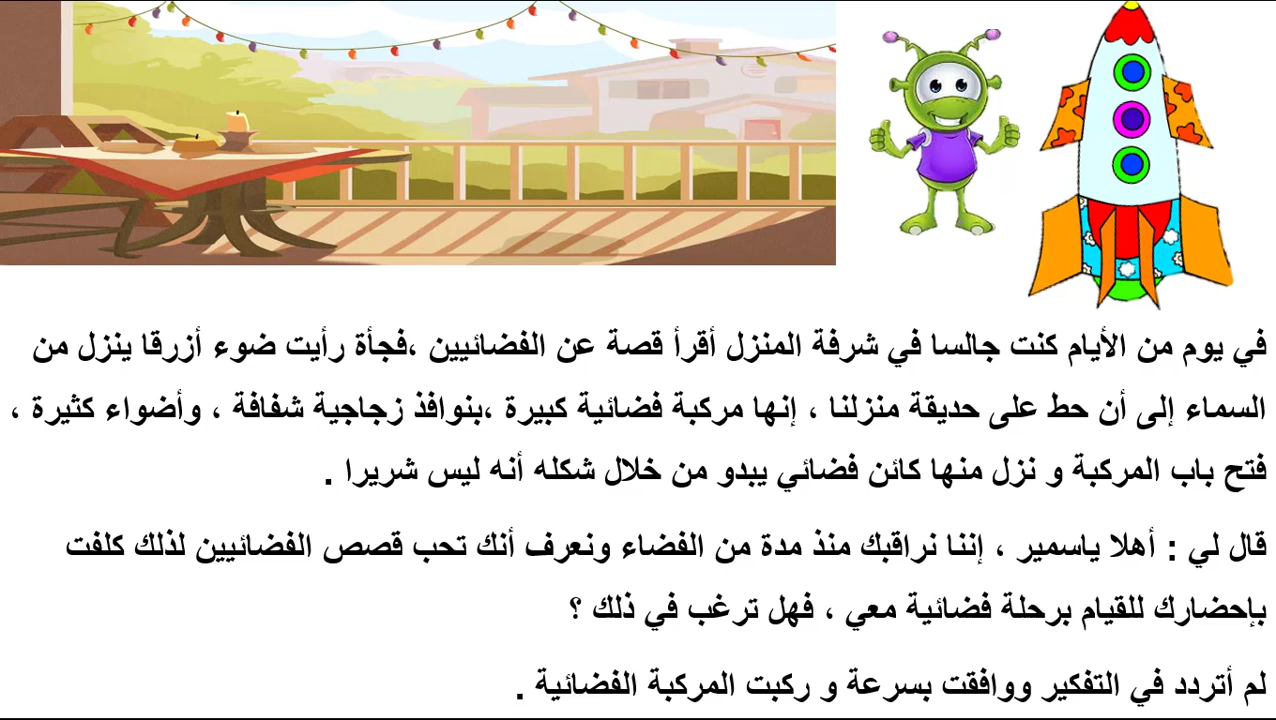 في يوم من الأيام كنت جالسا في شرفة المنزل أقرأ قصة عن الفضائيين ،فجأة رأيت ضوء أزرقا ينزل من
السماء إلى أن حط على حديقة منزلنا ، إنها مركبة فضائية كبيرة ،بنوافذ زجاجية شفافة ، وأضواء كثيرة ،
فتح باب المركبة و نزل منها كائن فضائي يبدو من خلال شكله أنه ليس شريرا .
قال لي : أهلا ياسمير ، إننا نراقبك منذ مدة من الفضاء ونعرف أنك تحب قصص الفضائيين لذلك كلفت
بإحضارك للقيام برحلة فضائية معي ، فهل ترغب في ذلك ؟
لم أتردد في التفكير ووافقت بسرعة و ركبت المركبة الفضائية .